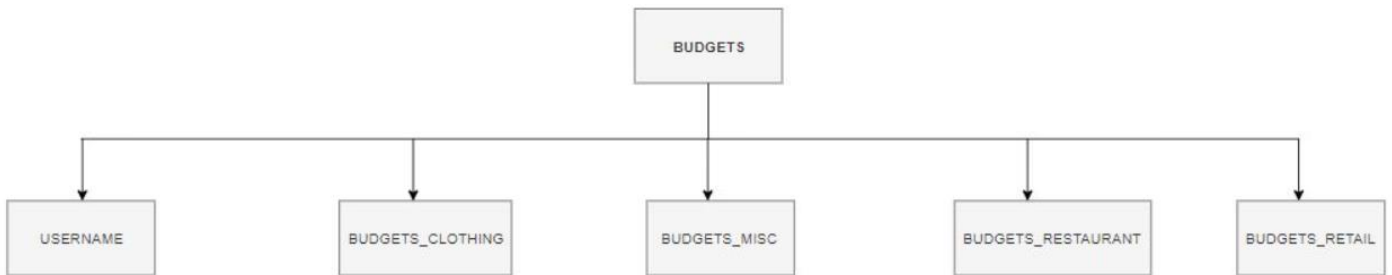 BUDGETS
USERNAME
BUDGETS_CLOTHING
BUDGETS_MISC
BUDGETS_RESTAURANT
BUDGETS_RETAIL